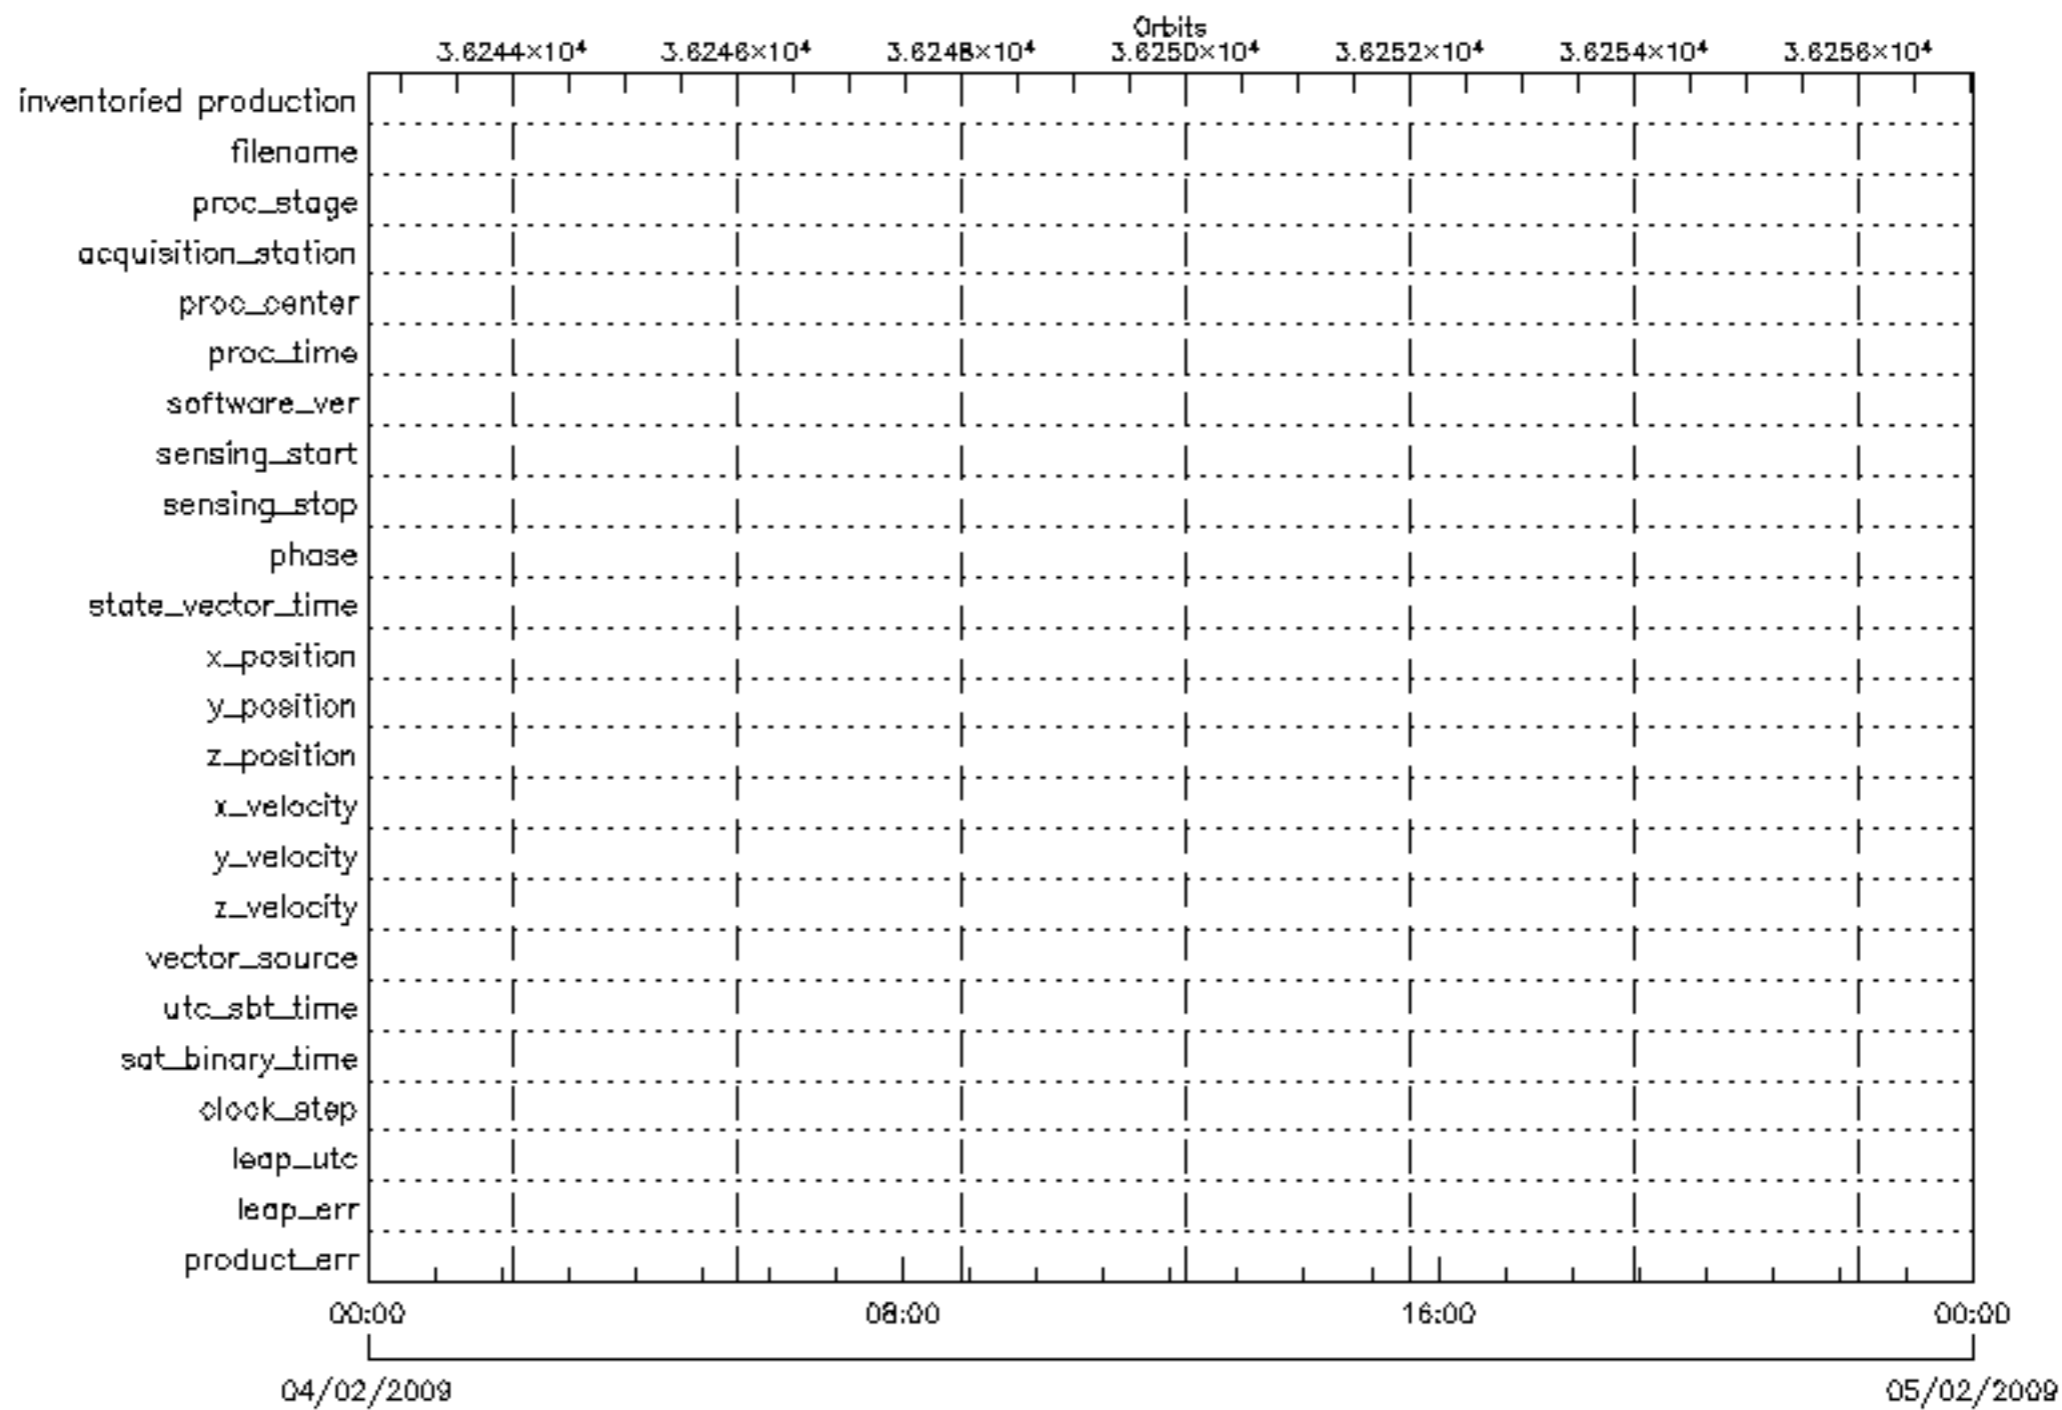 Orbits
3.6244×10⁴ 3.6246×10⁴ 3.6248×10⁴ 3.6250×10⁴ 3.6252×10⁴ 3.6254×10⁴ 3.6256×10⁴
inventoried production
filename
proc_stage
acquisition_station
proc_center
proc_time
software_ver
sensing_start
sensing_stop
phase
state_vector_time
x_position
y_position
z_position
x_velocity
y_velocity
z_velocity
vector_source
utc_sbt_time
sat_binary_time
clock_step
leap_utc
leap_err
product_err
00:00 08:00 16:00 00:00
04/02/2009 05/02/2009